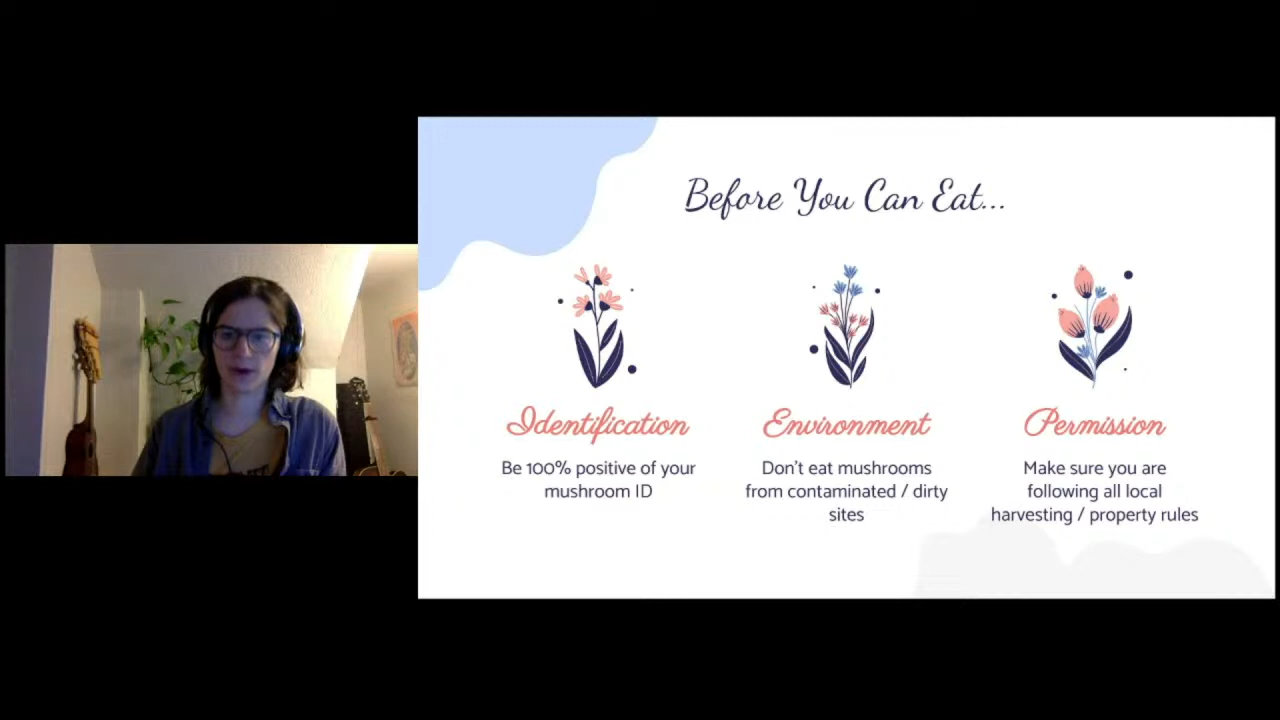 Before You Can Eat...
Identification
Be 100% positive of your
mushroom ID
Environment
Don't eat mushrooms
from contaminated / dirty
sites
Permission
Make sure you are
following all local
harvesting / property rules